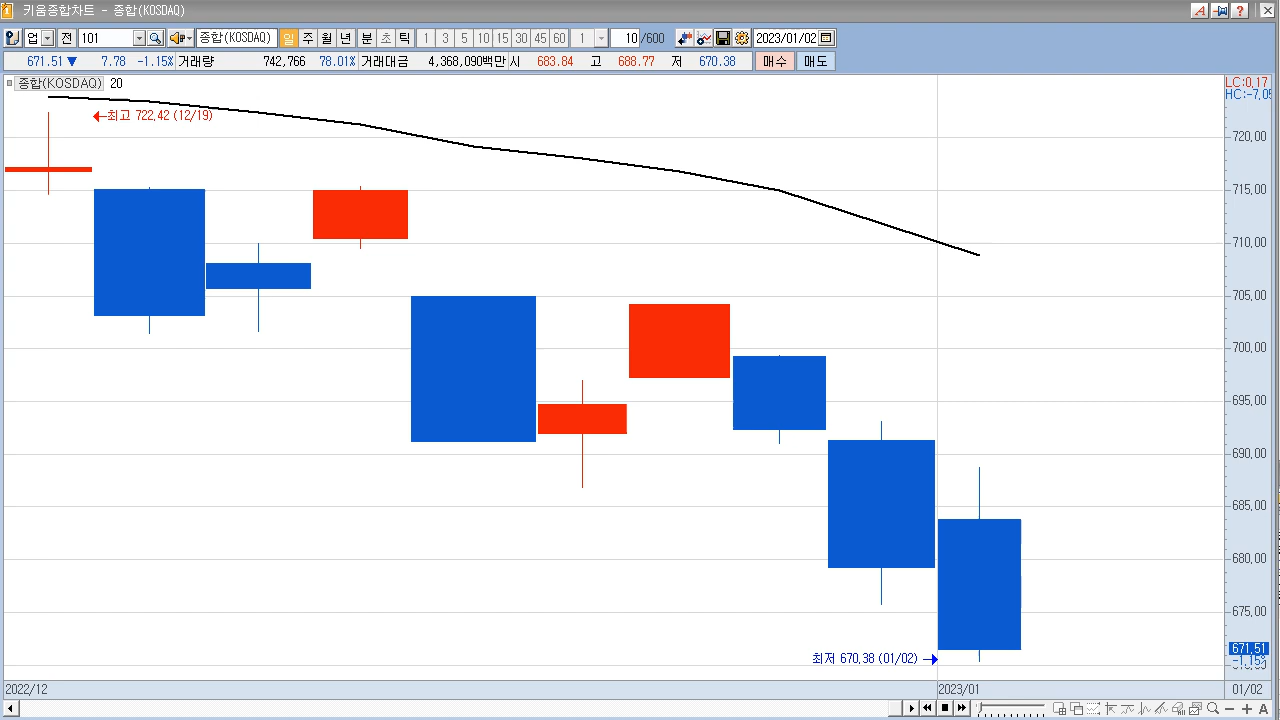 키움종합차트 - 종합(KOSDAQ)
업 전 101 종합(KOSDAQ) 일 주 월 년 분 초 틱 1 3 5 10 15 30 45 60 1 10 /600 2023/01/02
671.51 ▼ 7.78 -1.15% 거래량 742,766 78.01% 거래대금 4,368,090백만 시 683.84 고 688.77 저 670.38 매수 매도
종합(KOSDAQ) 20
LC:0,17
HC:-7,05
←최고 722,42 (12/19)
720,00
715,00
710,00
705,00
700,00
695,00
690,00
685,00
680,00
675,00
671,51
-1,15%
최저 670,38 (01/02) →
2022/12 2023/01 01/02